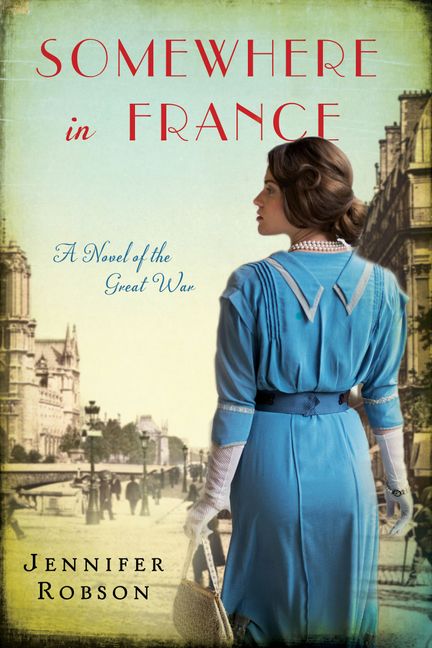 SOMEWHERE
in FRANCE
A Novel of the
Great War
JENNIFER
ROBSON